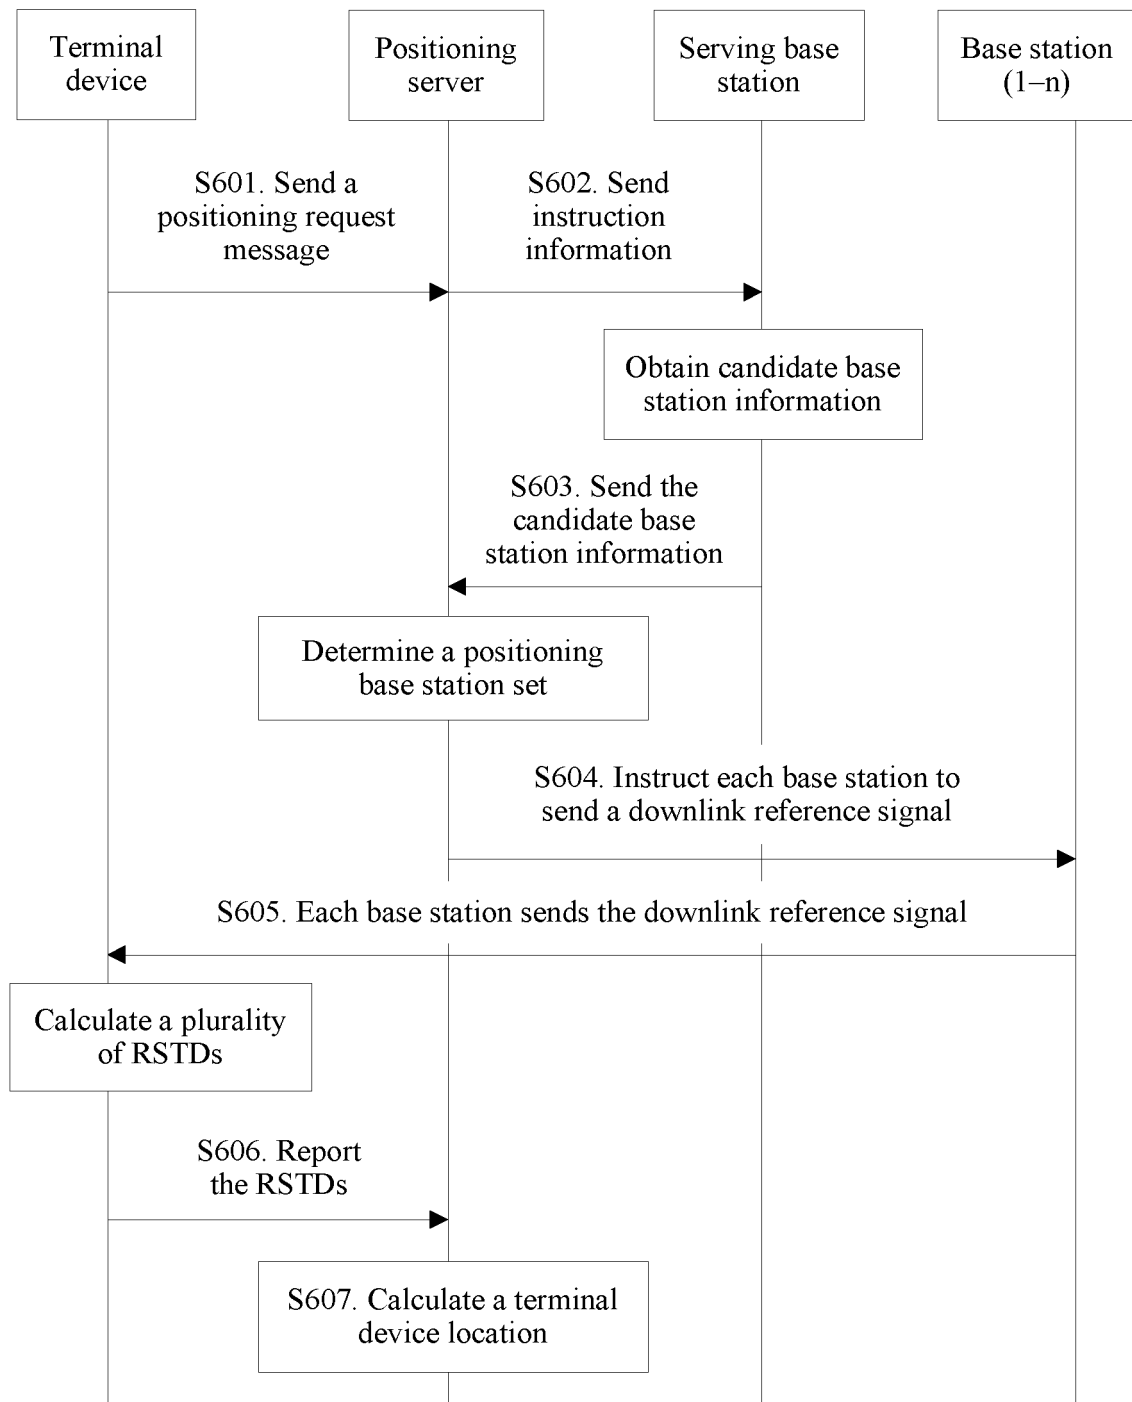 Terminal
device
Positioning
server
Serving base
station
Base station
(1–n)
S601. Send a
positioning request
message
S602. Send
instruction
information
Obtain candidate base
station information
S603. Send the
candidate base
station information
Determine a positioning
base station set
S604. Instruct each base station to
send a downlink reference signal
S605. Each base station sends the downlink reference signal
Calculate a plurality
of RSTDs
S606. Report
the RSTDs
S607. Calculate a terminal
device location